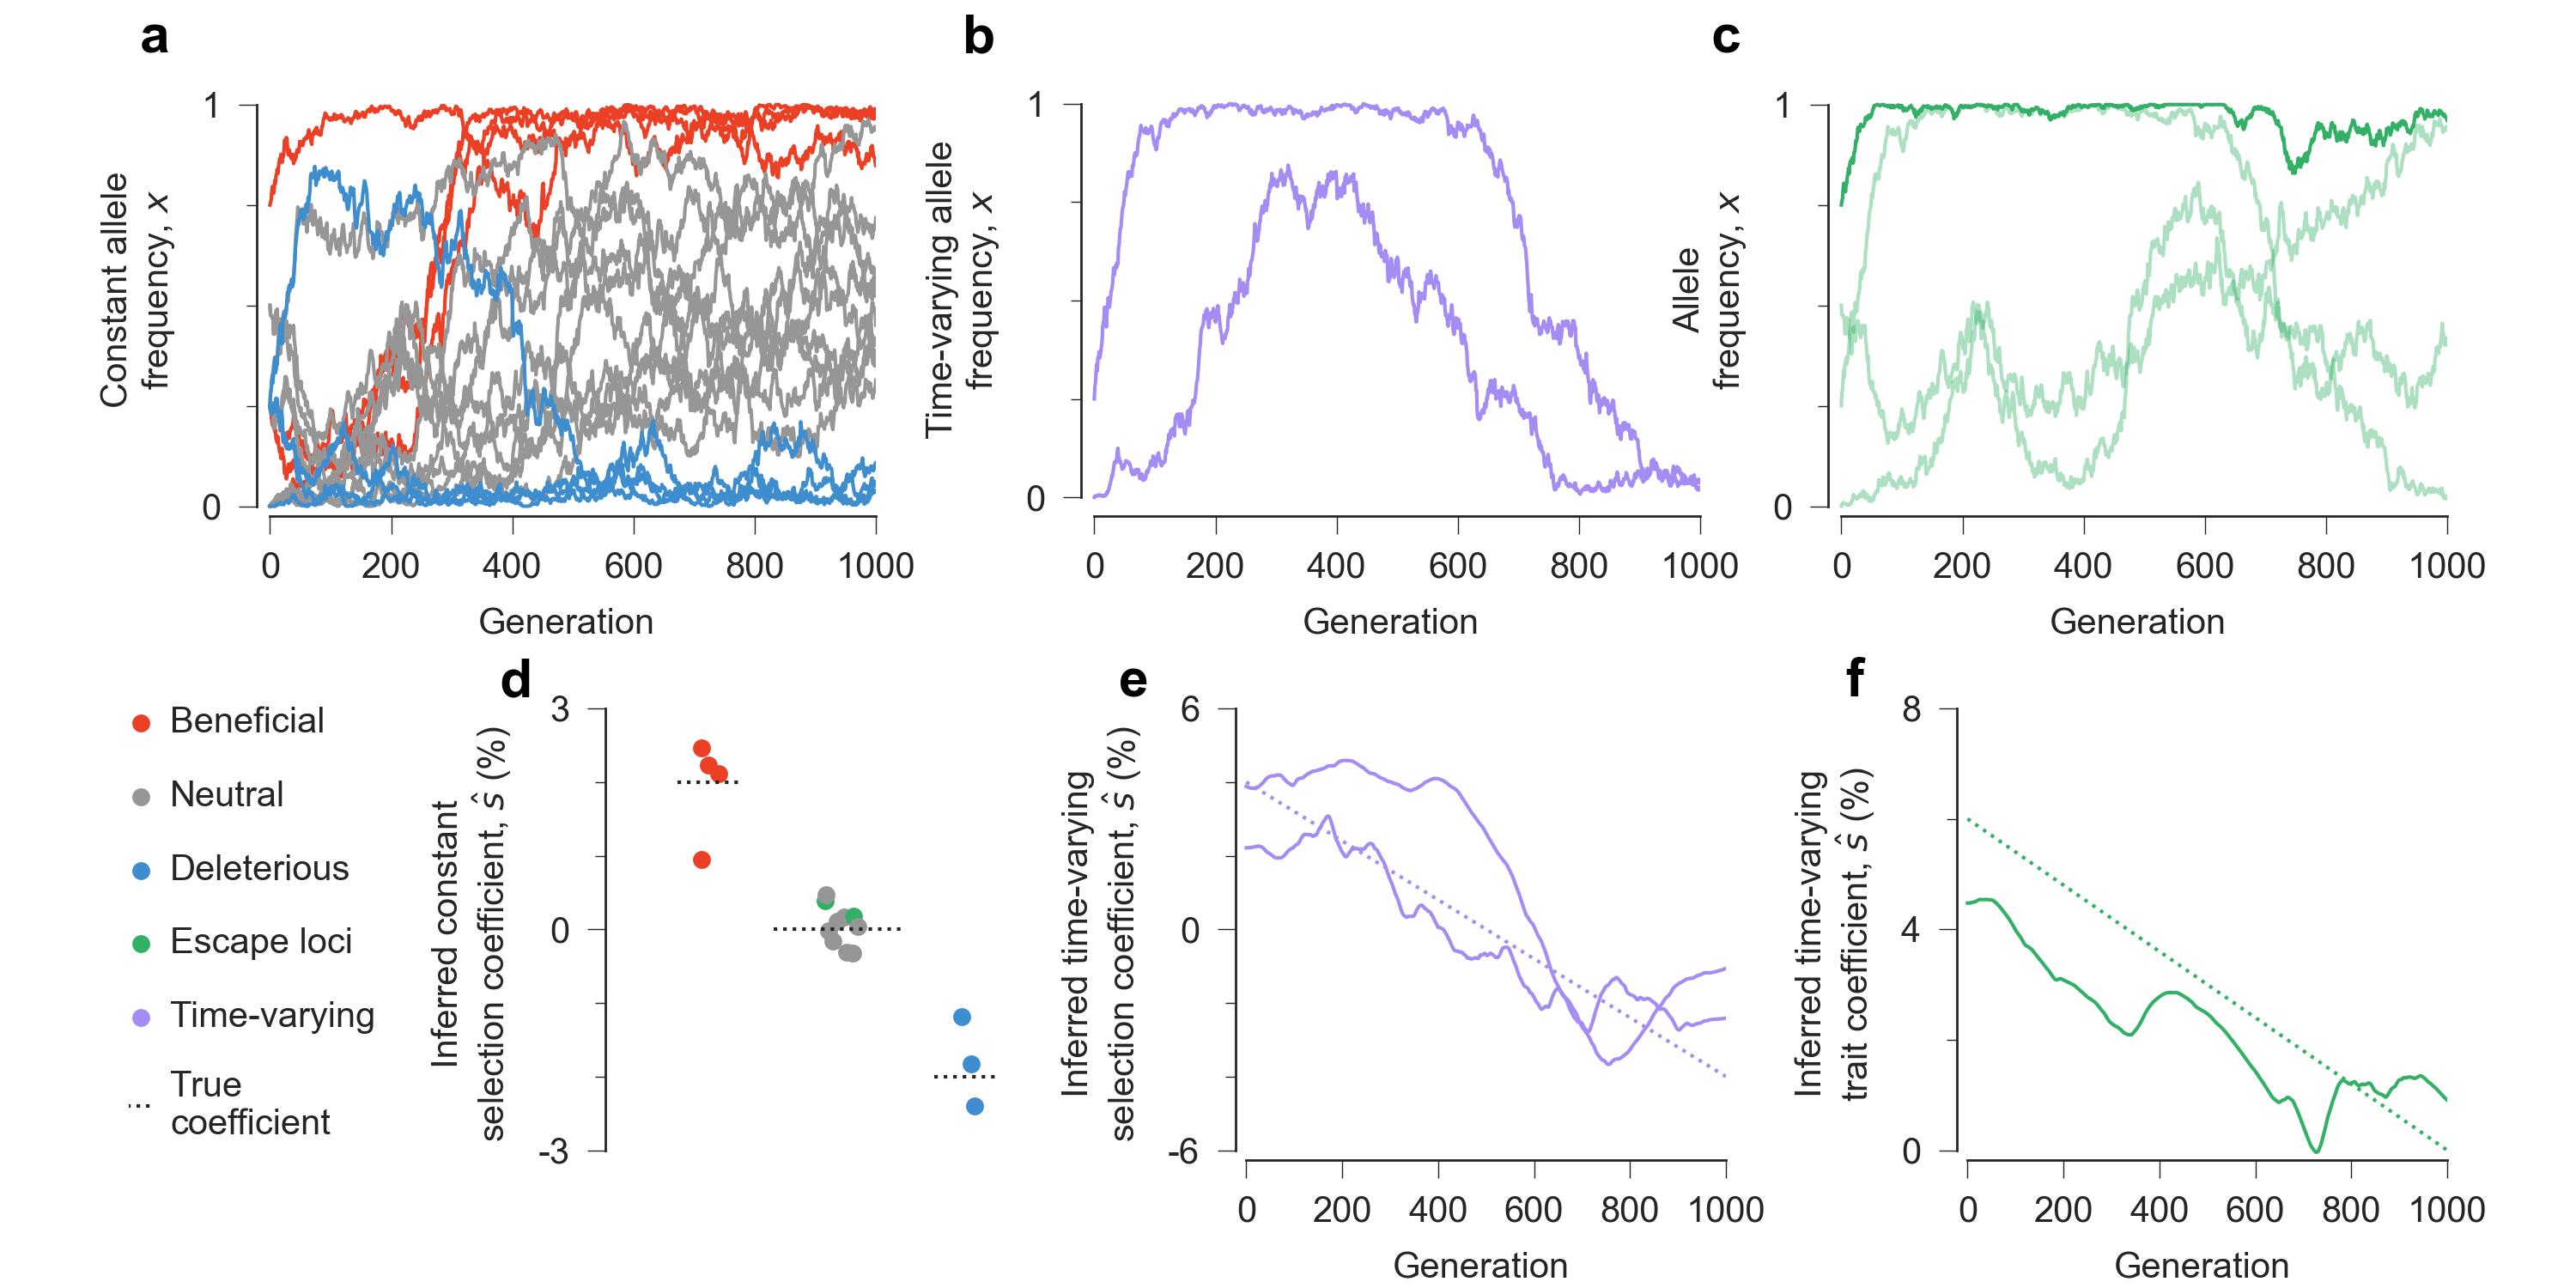 a
b
c
Constant allele
frequency, x
1
0
0 200 400 600 800 1000
Generation
Time-varying allele
frequency, x
1
0
0 200 400 600 800 1000
Generation
Allele
frequency, x
1
0
0 200 400 600 800 1000
Generation
Beneficial
Neutral
Deleterious
Escape loci
Time-varying
True
coefficient
d
Inferred constant
selection coefficient, ŝ (%)
3
0
-3
e
Inferred time-varying
selection coefficient, ŝ (%)
6
0
-6
0 200 400 600 800 1000
Generation
f
Inferred time-varying
trait coefficient, ŝ (%)
8
4
0
0 200 400 600 800 1000
Generation